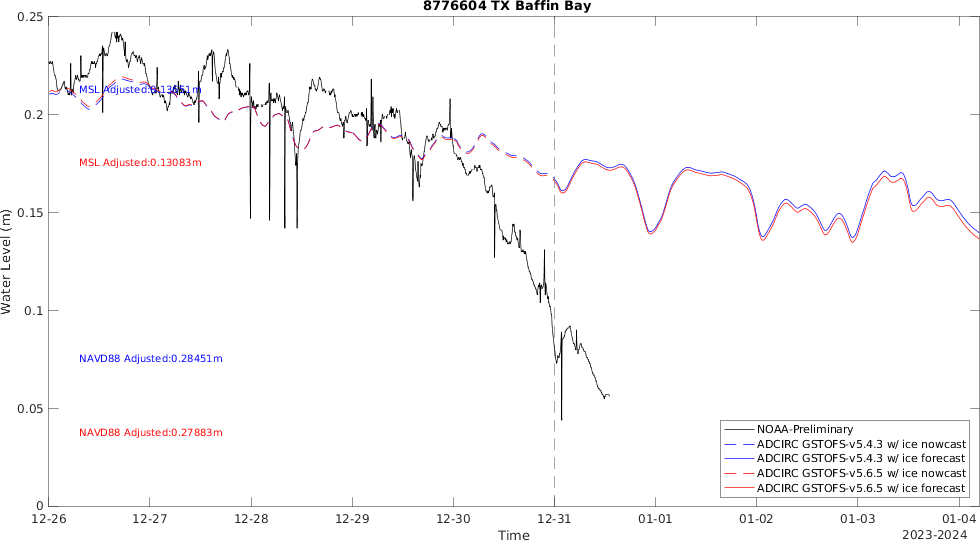 8776604 TX Baffin Bay
0.25
0.2
0.15
0.1
0.05
0
Water Level (m)
MSL Adjusted:0.13561m
MSL Adjusted:0.13083m
NAVD88 Adjusted:0.28451m
NAVD88 Adjusted:0.27883m
NOAA-Preliminary
ADCIRC GSTOFS-v5.4.3 w/ ice nowcast
ADCIRC GSTOFS-v5.4.3 w/ ice forecast
ADCIRC GSTOFS-v5.6.5 w/ ice nowcast
ADCIRC GSTOFS-v5.6.5 w/ ice forecast
12-26 12-27 12-28 12-29 12-30 12-31 01-01 01-02 01-03 01-04
Time
2023-2024